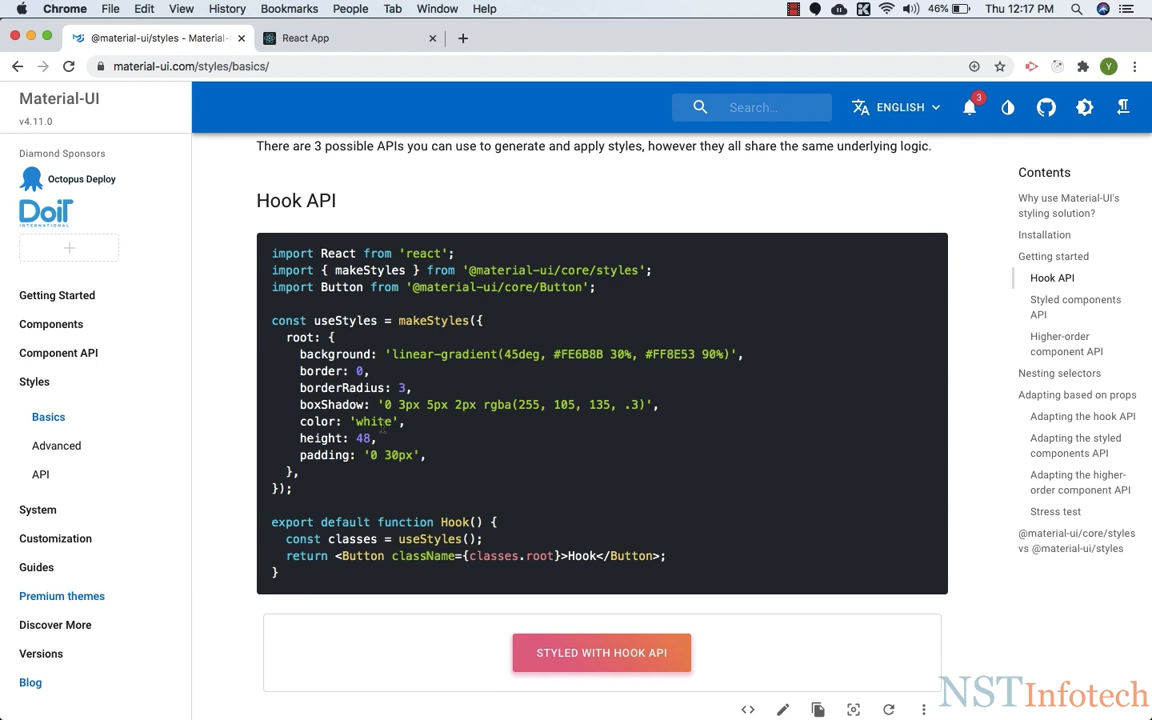 Chrome File Edit View History Bookmarks People Tab Window Help 46% Thu 12:17 PM
@material-ui/styles - Material- React App
material-ui.com/styles/basics/ Y
Material-UI
v4.11.0
Search… ENGLISH 3
Diamond Sponsors
Octopus Deploy
DoiT
INTERNATIONAL
Getting Started
Components
Component API
Styles
Basics
Advanced
API
System
Customization
Guides
Premium themes
Discover More
Versions
Blog
There are 3 possible APIs you can use to generate and apply styles, however they all share the same underlying logic.
Hook API
import React from 'react';
import { makeStyles } from '@material-ui/core/styles';
import Button from '@material-ui/core/Button';
const useStyles = makeStyles({
root: {
background: 'linear-gradient(45deg, #FE6B8B 30%, #FF8E53 90%)',
border: 0,
borderRadius: 3,
boxShadow: '0 3px 5px 2px rgba(255, 105, 135, .3)',
color: 'white',
height: 48,
padding: '0 30px',
},
});
export default function Hook() {
const classes = useStyles();
return <Button className={classes.root}>Hook</Button>;
}
STYLED WITH HOOK API
Contents
Why use Material-UI's
styling solution?
Installation
Getting started
Hook API
Styled components
API
Higher-order
component API
Nesting selectors
Adapting based on props
Adapting the hook API
Adapting the styled
components API
Adapting the higher-
order component API
Stress test
@material-ui/core/styles
vs @material-ui/styles
NSTInfotech